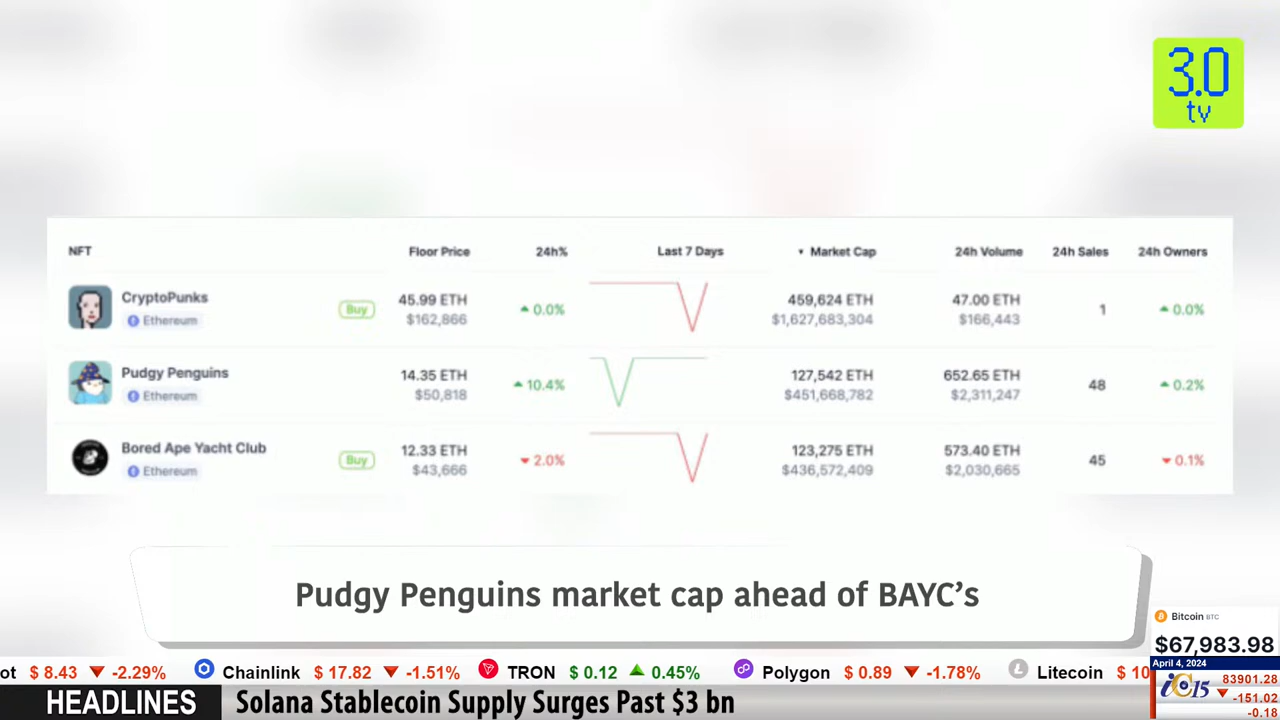 3.0
tv
NFT Floor Price 24h% Last 7 Days ▾ Market Cap 24h Volume 24h Sales 24h Owners
CryptoPunks
Ethereum
Buy
45.99 ETH
$162,866
▲ 0.0%
459,624 ETH
$1,627,683,304
47.00 ETH
$166,443
1
▲ 0.0%
Pudgy Penguins
Ethereum
14.35 ETH
$50,818
▲ 10.4%
127,542 ETH
$451,668,782
652.65 ETH
$2,311,247
48
▲ 0.2%
Bored Ape Yacht Club
Ethereum
Buy
12.33 ETH
$43,666
▼ 2.0%
123,275 ETH
$436,572,409
573.40 ETH
$2,030,665
45
▼ 0.1%
Pudgy Penguins market cap ahead of BAYC's
Bitcoin BTC
$67,983.98
April 4, 2024
ot $ 8.43 ▼ -2.29% Chainlink $ 17.82 ▼ -1.51% TRON $ 0.12 ▲ 0.45% Polygon $ 0.89 ▼ -1.78% Litecoin $ 10
HEADLINES Solana Stablecoin Supply Surges Past $3 bn
IC15
83901.28
▼ -151.02
-0.18